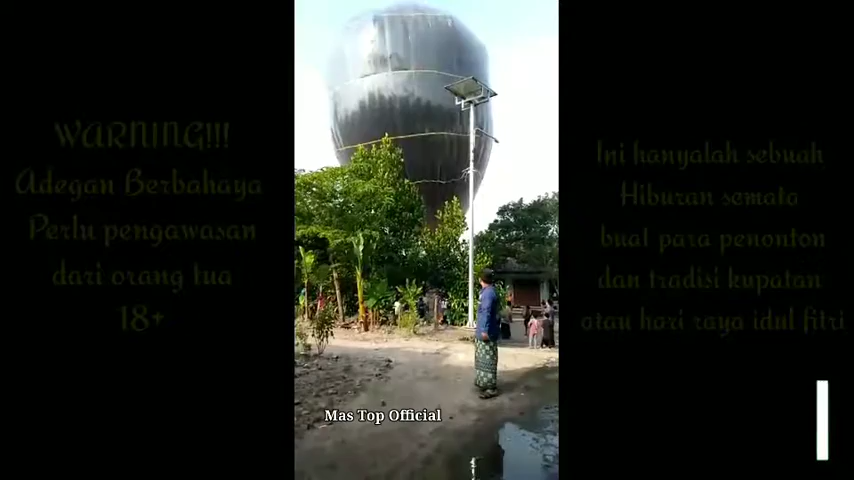 WARNING!!!
Adegan Berbahaya
Perlu pengawasan
dari orang tua
18+
Mas Top Official
Ini hanyalah sebuah
Hiburan semata
buat para penonton
dan tradisi kupatan
atau hari raya idul fitri